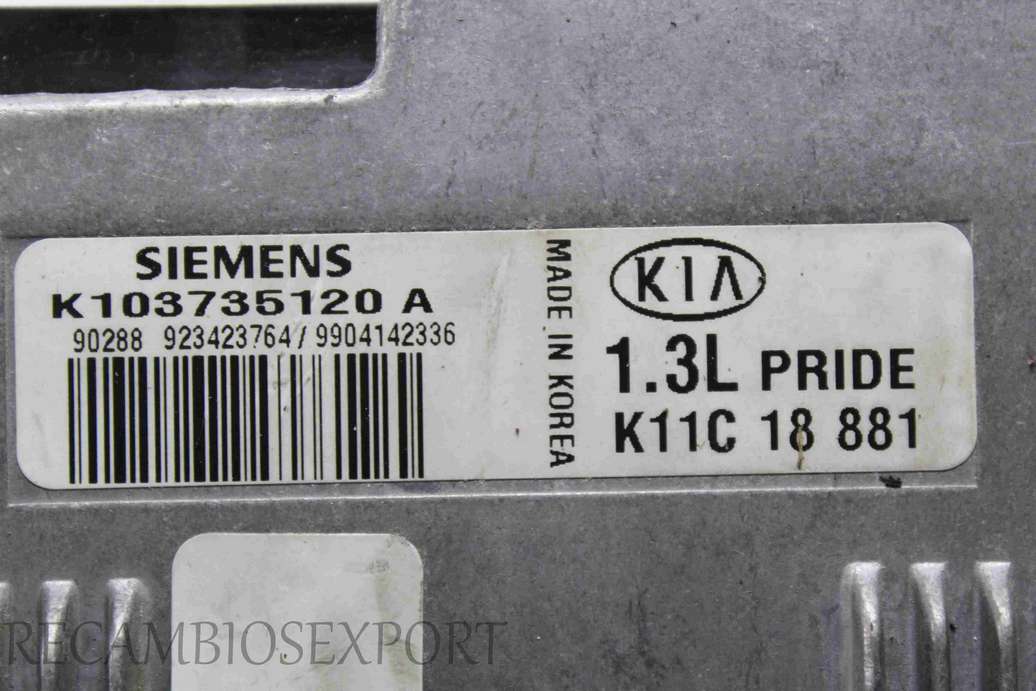 SIEMENS
K103735120 A
90288 923423764/9904142336
MADE IN KOREA
KIA
1.3L PRIDE
K11C 18 881
RECAMBIOSEXPORT